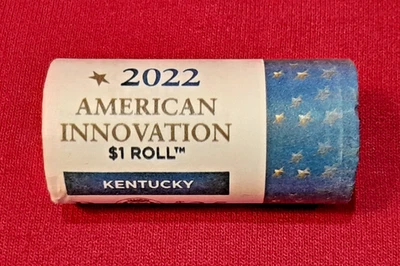 2022
AMERICAN
INNOVATION
$1 ROLL™
KENTUCKY